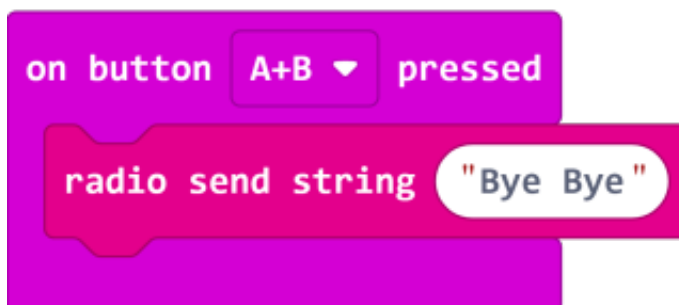 on button A+B pressed
radio send string "Bye Bye"